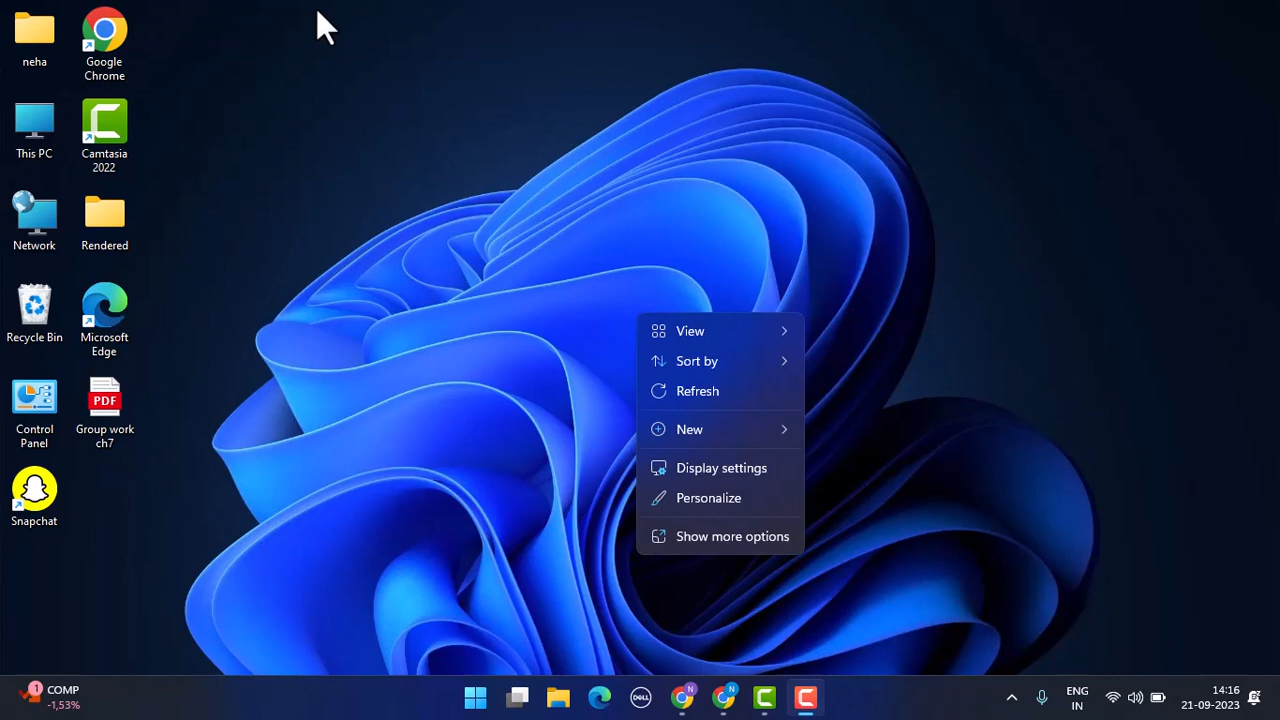 neha
Google
Chrome
This PC
Camtasia
2022
Network
Rendered
Recycle Bin
Microsoft
Edge
PDF
Control
Panel
Group work
ch7
Snapchat
View
Sort by
Refresh
New
Display settings
Personalize
Show more options
1
COMP
-1,53%
DELL
N
N
ENG
IN
14:16
21-09-2023